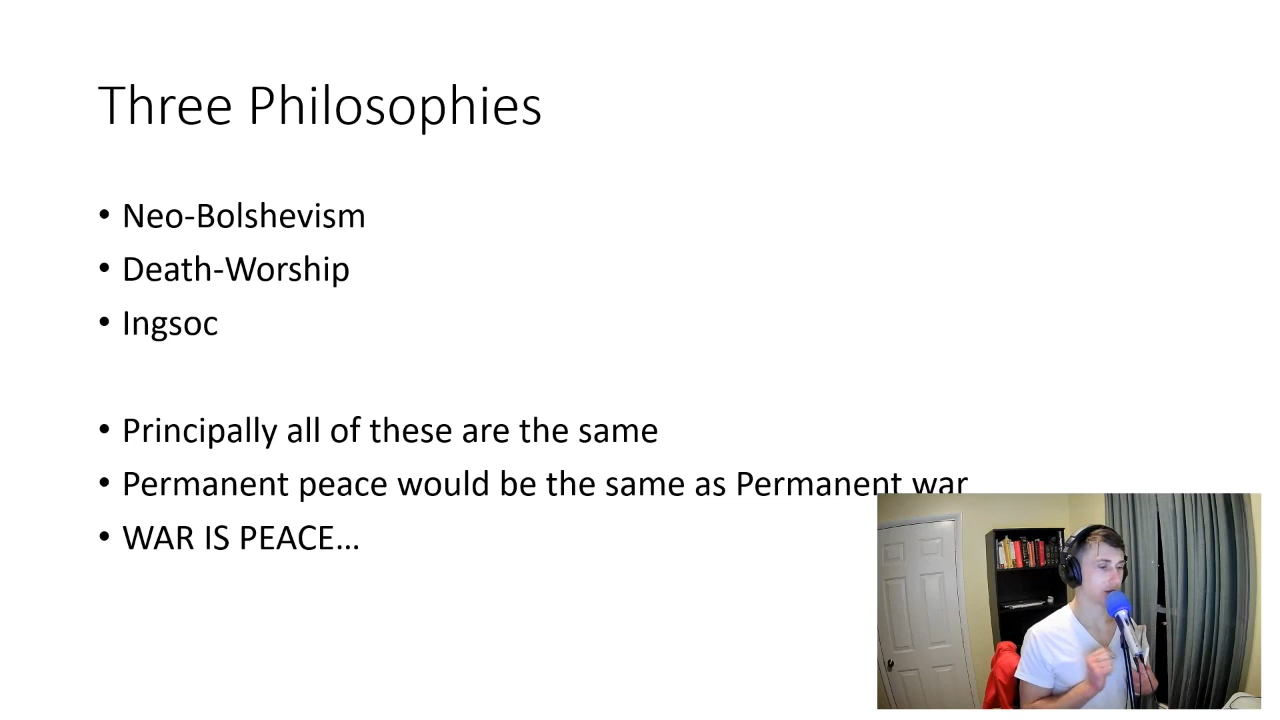 Three Philosophies
• Neo-Bolshevism
• Death-Worship
• Ingsoc
• Principally all of these are the same
• Permanent peace would be the same as Permanent war
• WAR IS PEACE…